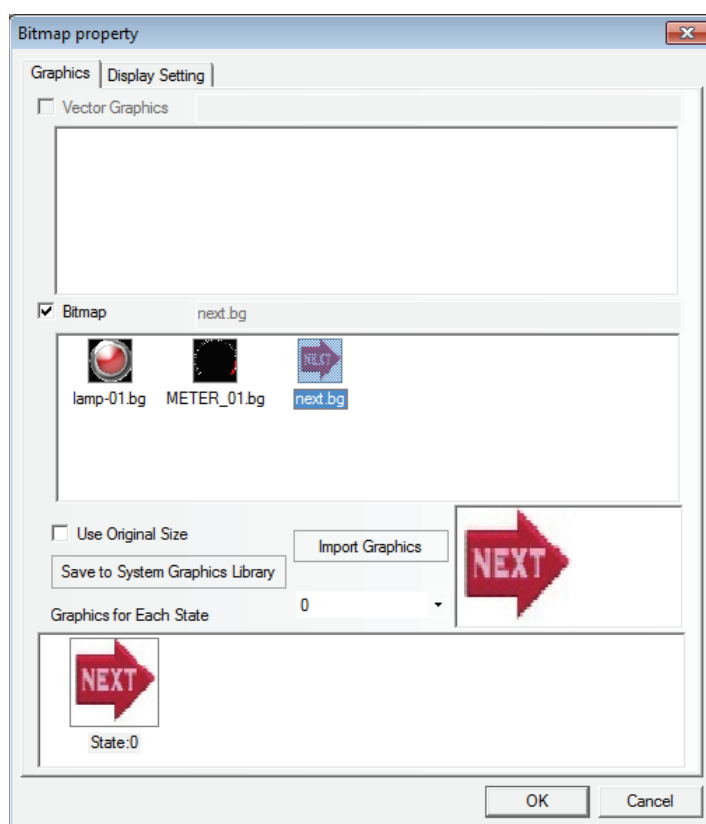 Bitmap property
Graphics Display Setting
Vector Graphics
Bitmap next.bg
NEXT
lamp-01.bg METER_01.bg next.bg
Use Original Size
Import Graphics
NEXT
Save to System Graphics Library
0
Graphics for Each State
NEXT
State:0
OK Cancel